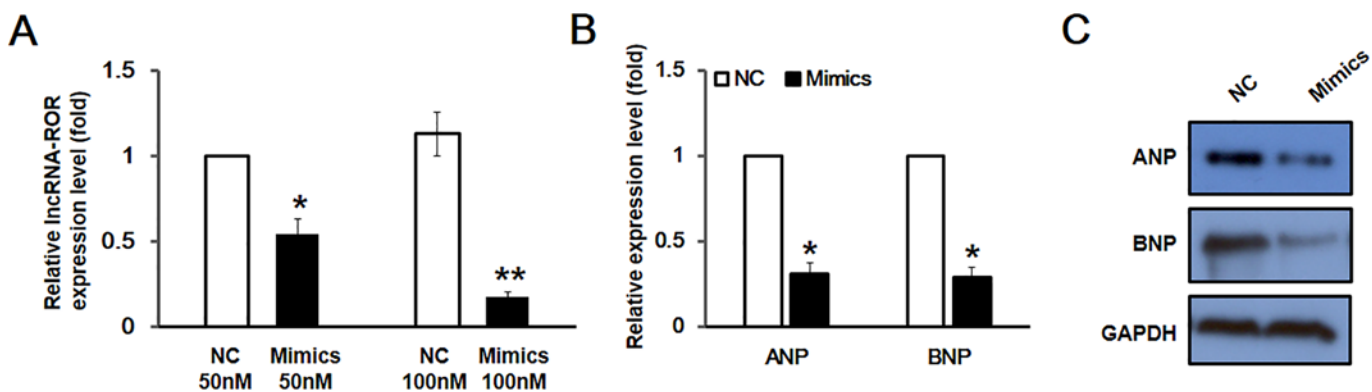 A
Relative lncRNA-ROR
expression level (fold)
1.5
1
0.5
0
*
**
NC
50nM
Mimics
50nM
NC
100nM
Mimics
100nM
B
Relative expression level (fold)
1.5
1
0.5
0
NC
Mimics
*
*
ANP
BNP
C
NC
Mimics
ANP
BNP
GAPDH